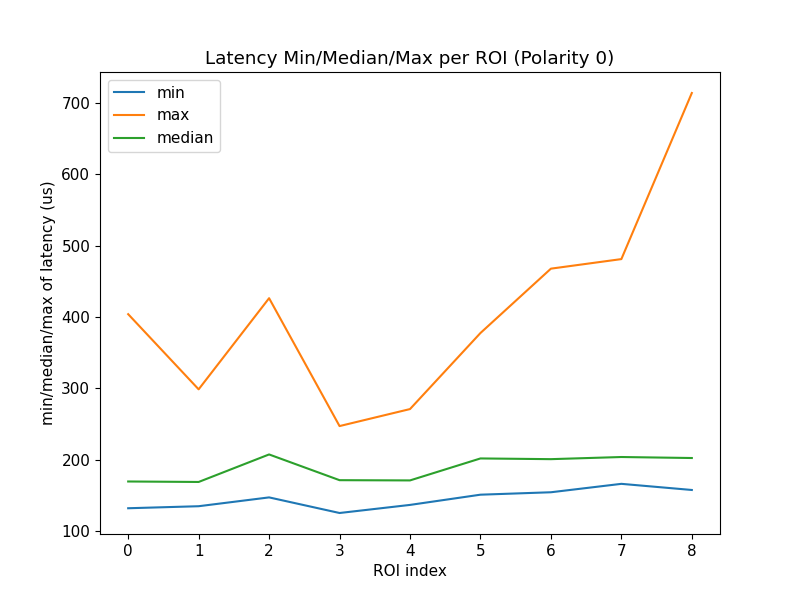 Latency Min/Median/Max per ROI (Polarity 0)
min
max
median
min/median/max of latency (us)
700
600
500
400
300
200
100
0 1 2 3 4 5 6 7 8
ROI index